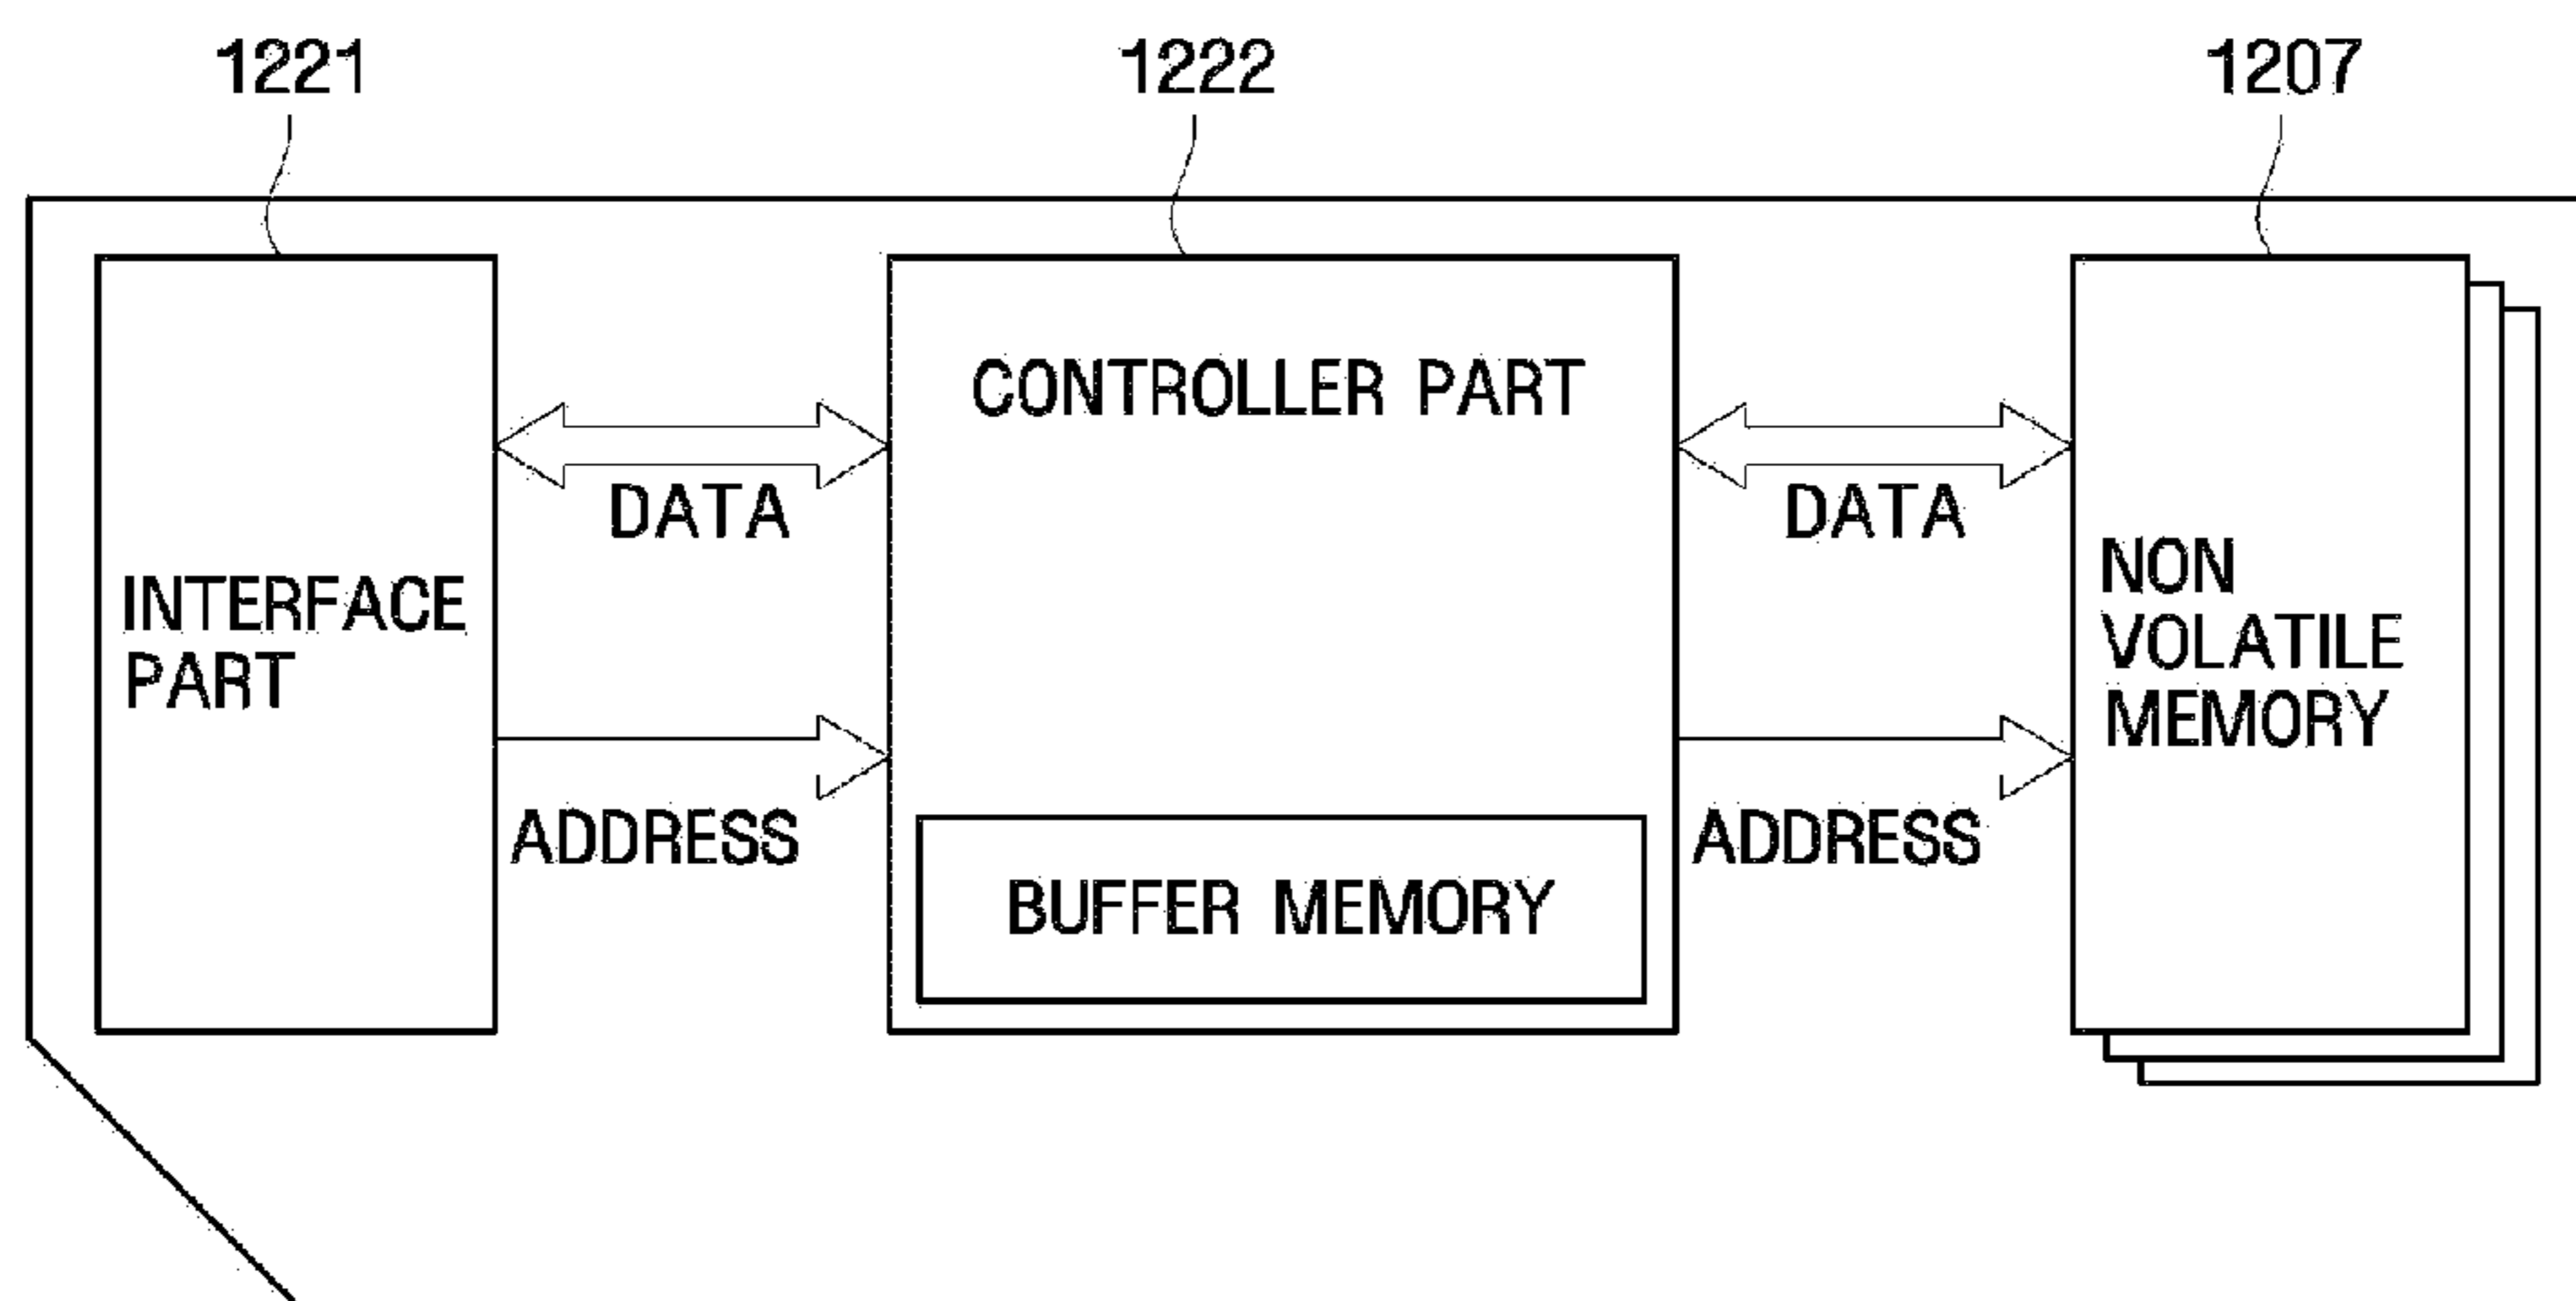 1221
1222
1207
INTERFACE
PART
DATA
ADDRESS
CONTROLLER PART
BUFFER MEMORY
DATA
ADDRESS
NON
VOLATILE
MEMORY